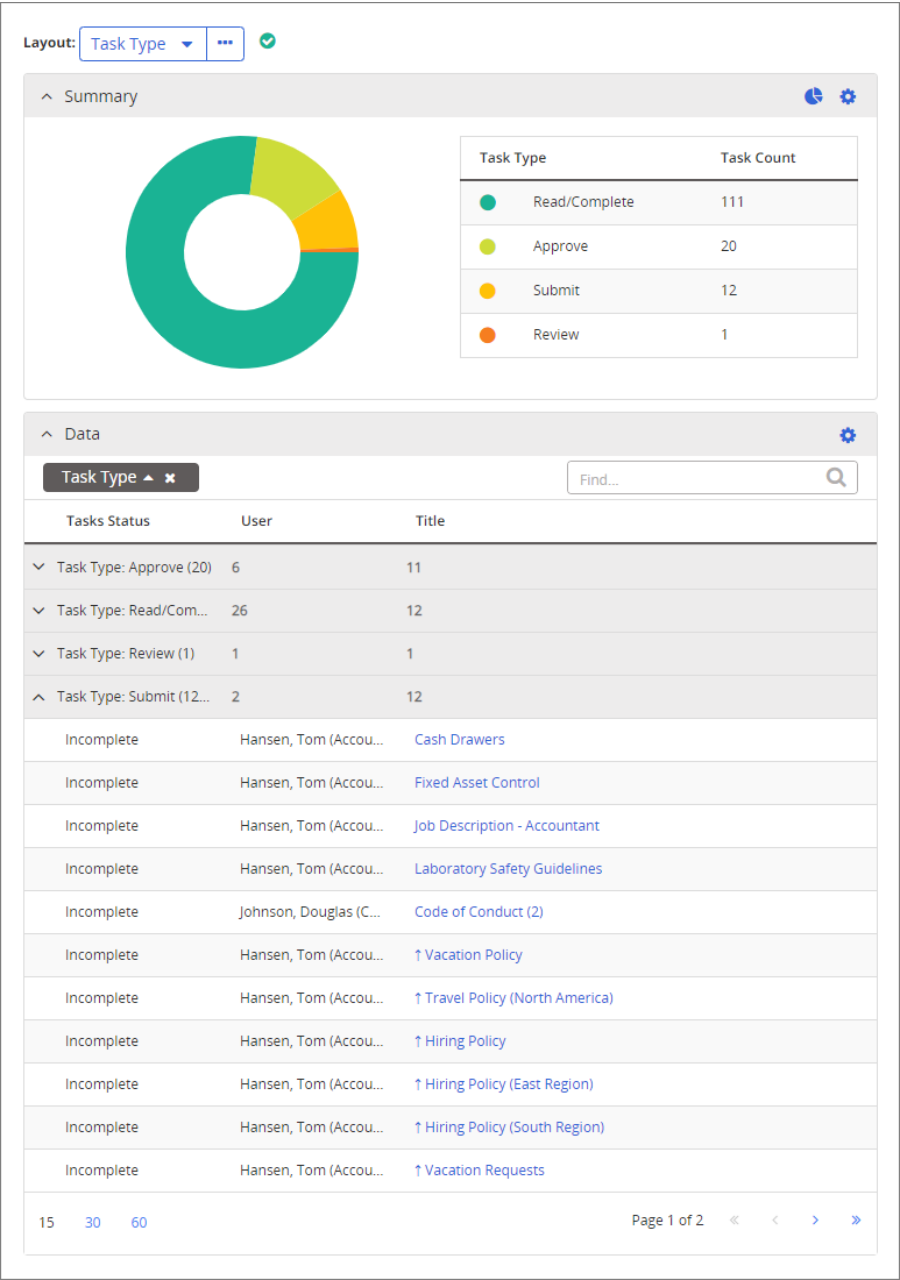 Layout: Task Type ...
Summary
Task Type Task Count
Read/Complete 111
Approve 20
Submit 12
Review 1
Data
Task Type Find...
Tasks Status User Title
Task Type: Approve (20) 6 11
Task Type: Read/Com... 26 12
Task Type: Review (1) 1 1
Task Type: Submit (12... 2 12
Incomplete Hansen, Tom (Accou... Cash Drawers
Incomplete Hansen, Tom (Accou... Fixed Asset Control
Incomplete Hansen, Tom (Accou... Job Description - Accountant
Incomplete Hansen, Tom (Accou... Laboratory Safety Guidelines
Incomplete Johnson, Douglas (C... Code of Conduct (2)
Incomplete Hansen, Tom (Accou... ↑ Vacation Policy
Incomplete Hansen, Tom (Accou... ↑ Travel Policy (North America)
Incomplete Hansen, Tom (Accou... ↑ Hiring Policy
Incomplete Hansen, Tom (Accou... ↑ Hiring Policy (East Region)
Incomplete Hansen, Tom (Accou... ↑ Hiring Policy (South Region)
Incomplete Hansen, Tom (Accou... ↑ Vacation Requests
15 30 60 Page 1 of 2 « ‹ › »